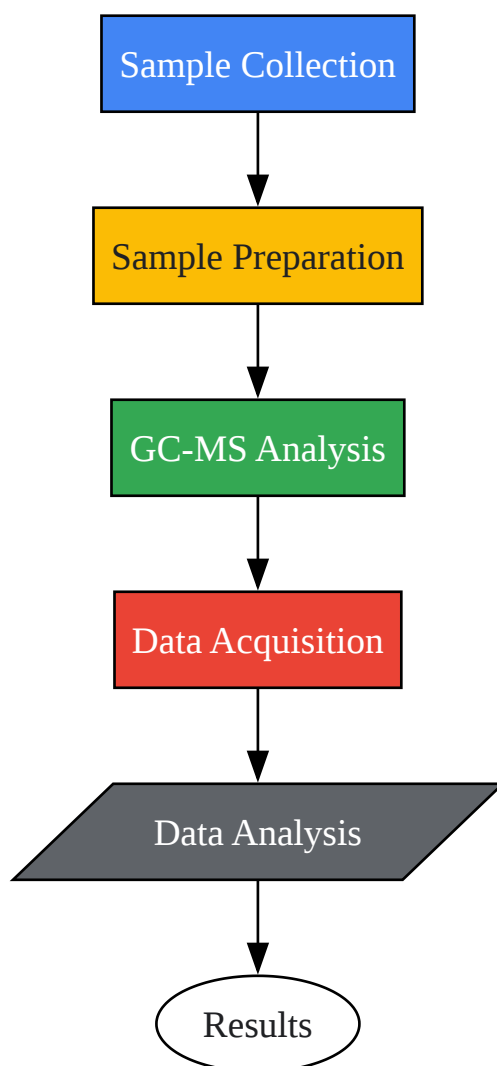 Sample Collection
Sample Preparation
GC-MS Analysis
Data Acquisition
Data Analysis
Results